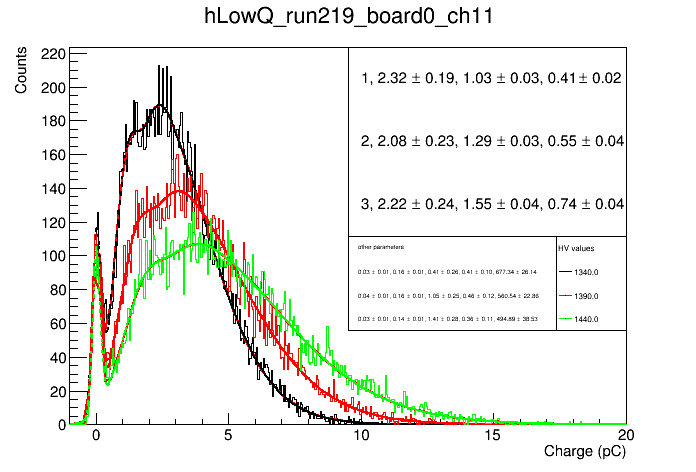 hLowQ_run219_board0_ch11
Counts
220
200
180
160
140
120
100
80
60
40
20
0
1, 2.32 ± 0.19, 1.03 ± 0.03, 0.41 ± 0.02
2, 2.08 ± 0.23, 1.29 ± 0.03, 0.55 ± 0.04
3, 2.22 ± 0.24, 1.55 ± 0.04, 0.74 ± 0.04
other parameters
0.03 ± 0.01, 0.16 ± 0.01, 0.41 ± 0.26, 0.41 ± 0.10, 677.34 ± 26.14
0.04 ± 0.01, 0.16 ± 0.01, 1.05 ± 0.25, 0.46 ± 0.12, 560.54 ± 22.86
0.03 ± 0.01, 0.14 ± 0.01, 1.41 ± 0.28, 0.36 ± 0.11, 494.89 ± 38.53
HV values
1340.0
1390.0
1440.0
0 5 10 15 20
Charge (pC)